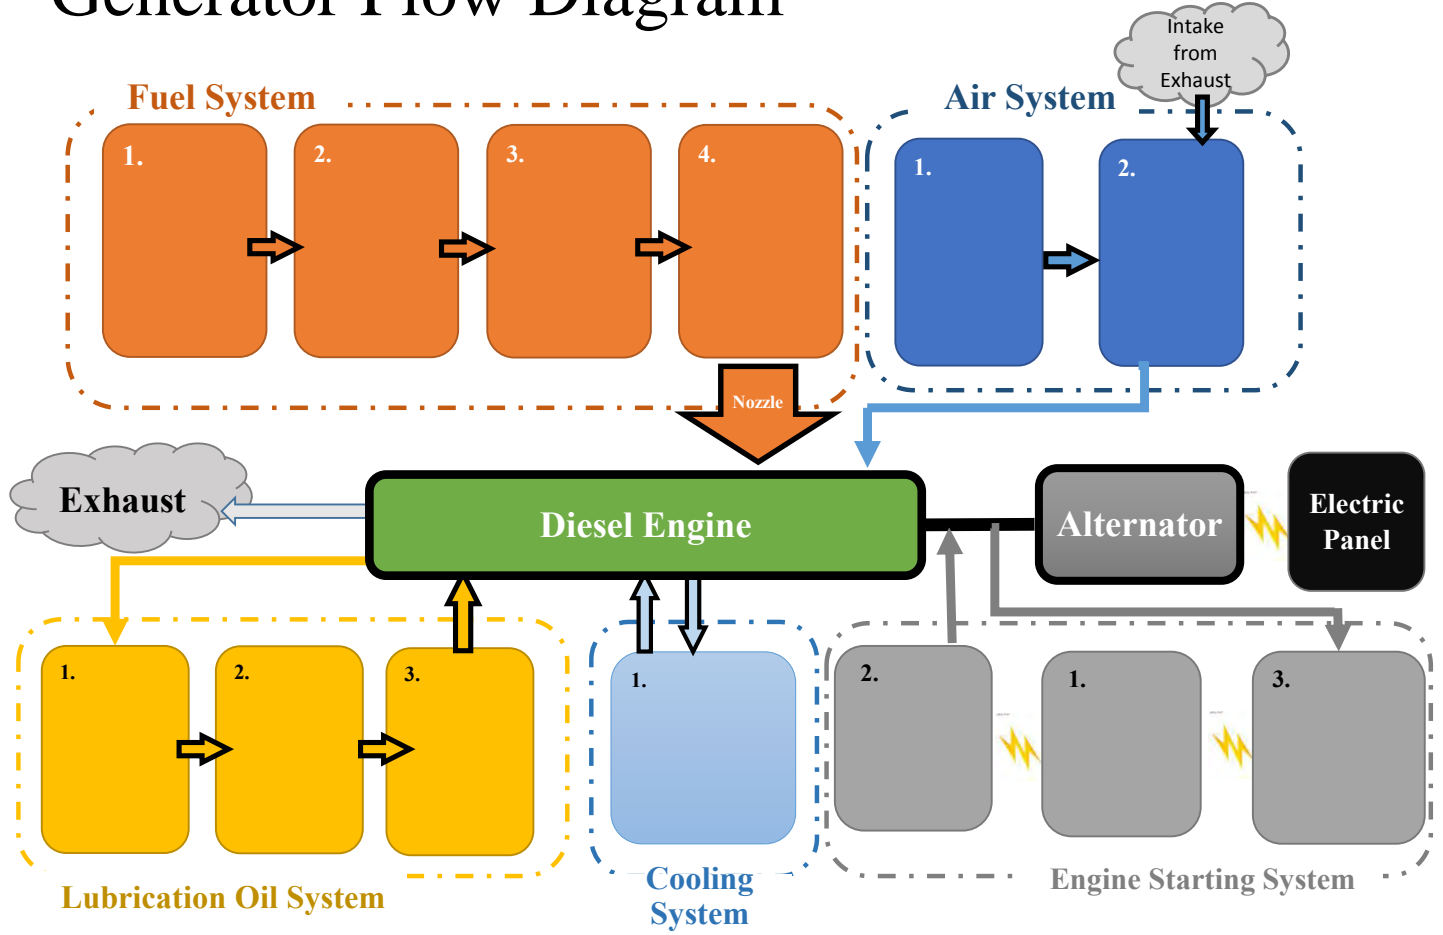 Generator Flow Diagram
Intake
from
Exhaust
Fuel System
Air System
1.
2.
3.
4.
1.
2.
Nozzle
Exhaust
Diesel Engine
Alternator
Electric
Panel
1.
2.
3.
1.
2.
1.
3.
Lubrication Oil System
Cooling
System
Engine Starting System